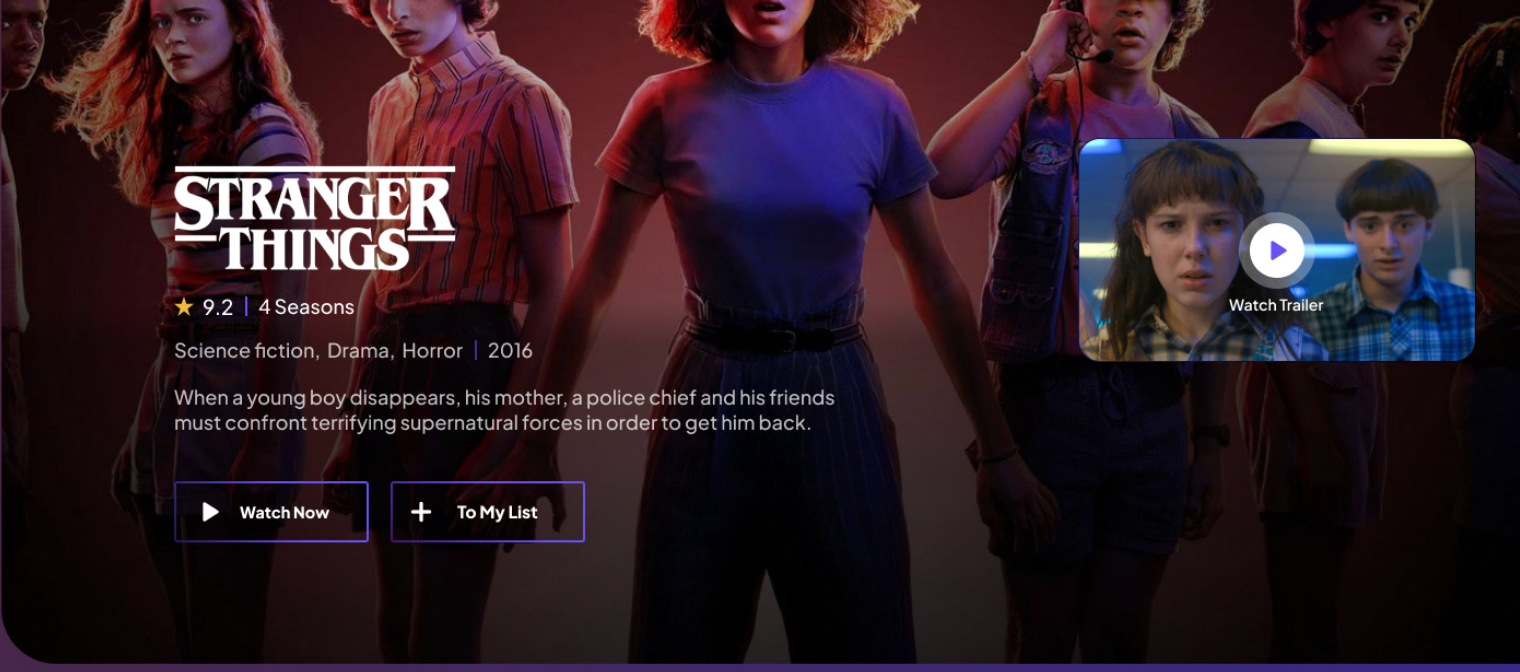 STRANGER
THINGS
9.2 | 4 Seasons
Science fiction, Drama, Horror | 2016
When a young boy disappears, his mother, a police chief and his friends
must confront terrifying supernatural forces in order to get him back.
Watch Now
To My List
Watch Trailer